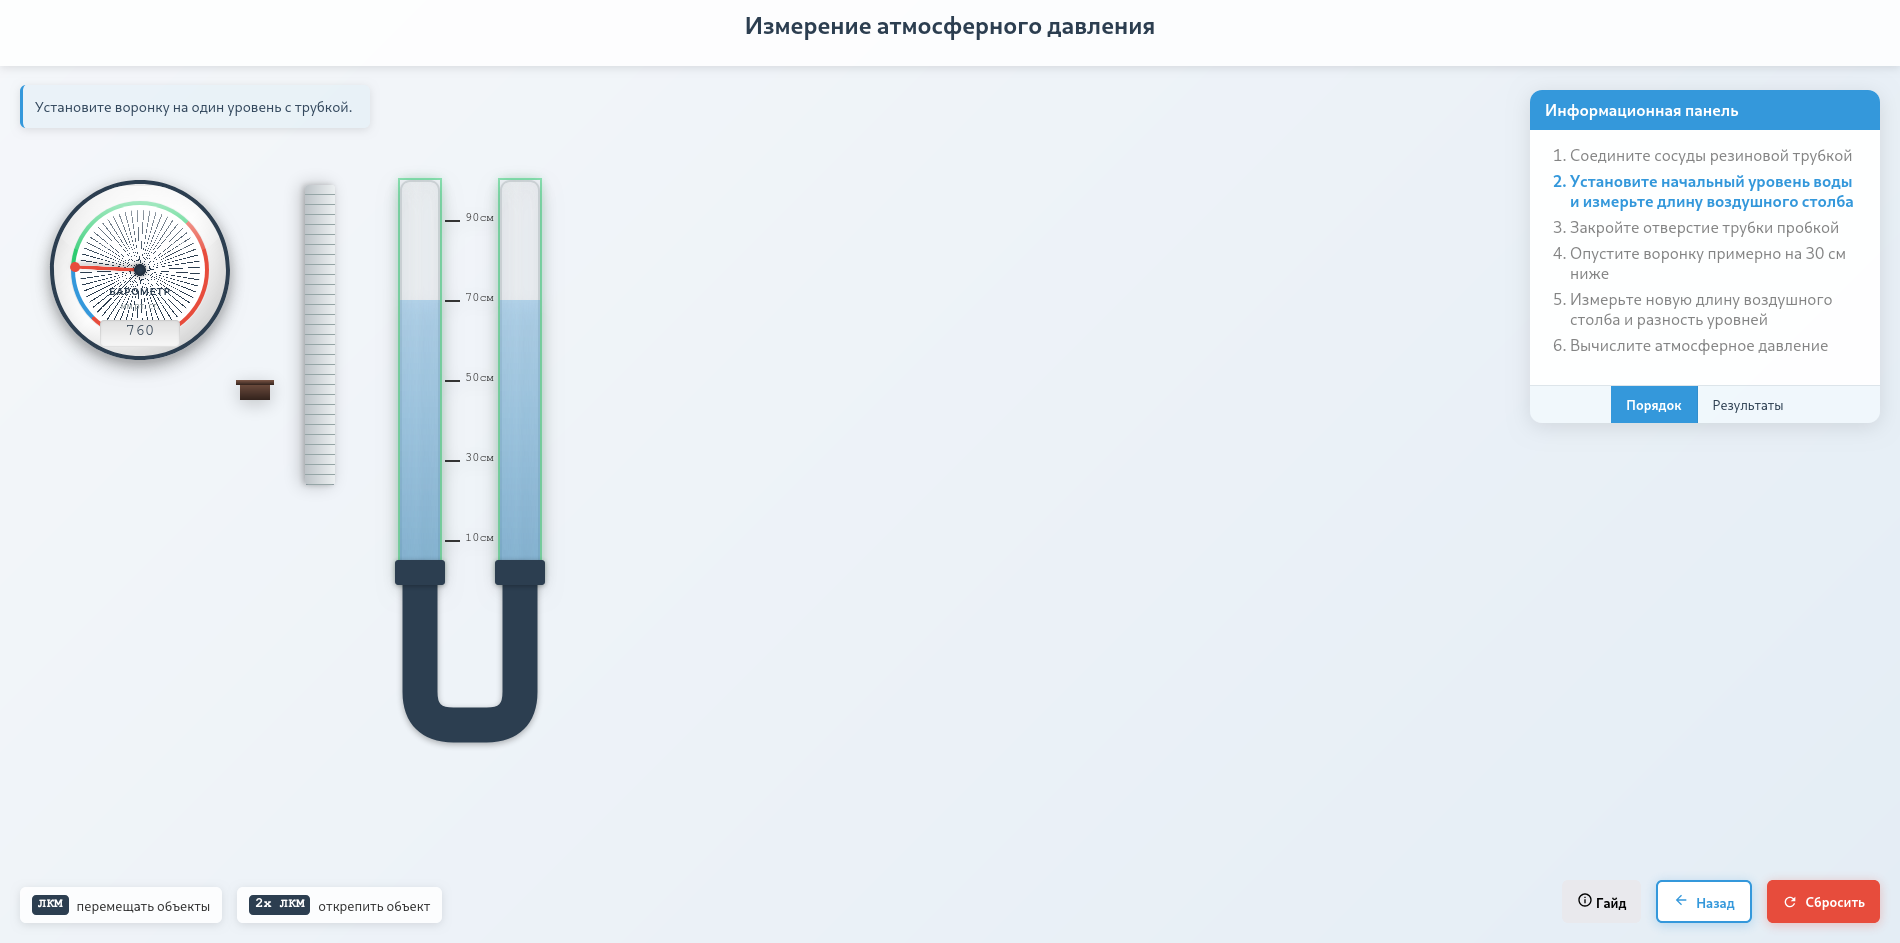 Измерение атмосферного давления
Установите воронку на один уровень с трубкой.
БАРОМЕТР
760
90см
70см
50см
30см
10см
Информационная панель
1. Соедините сосуды резиновой трубкой
2. Установите начальный уровень воды
и измерьте длину воздушного столба
3. Закройте отверстие трубки пробкой
4. Опустите воронку примерно на 30 см
ниже
5. Измерьте новую длину воздушного
столба и разность уровней
6. Вычислите атмосферное давление
Порядок Результаты
ЛКМ перемещать объекты
2x ЛКМ открепить объект
Гайд
Назад
Сбросить